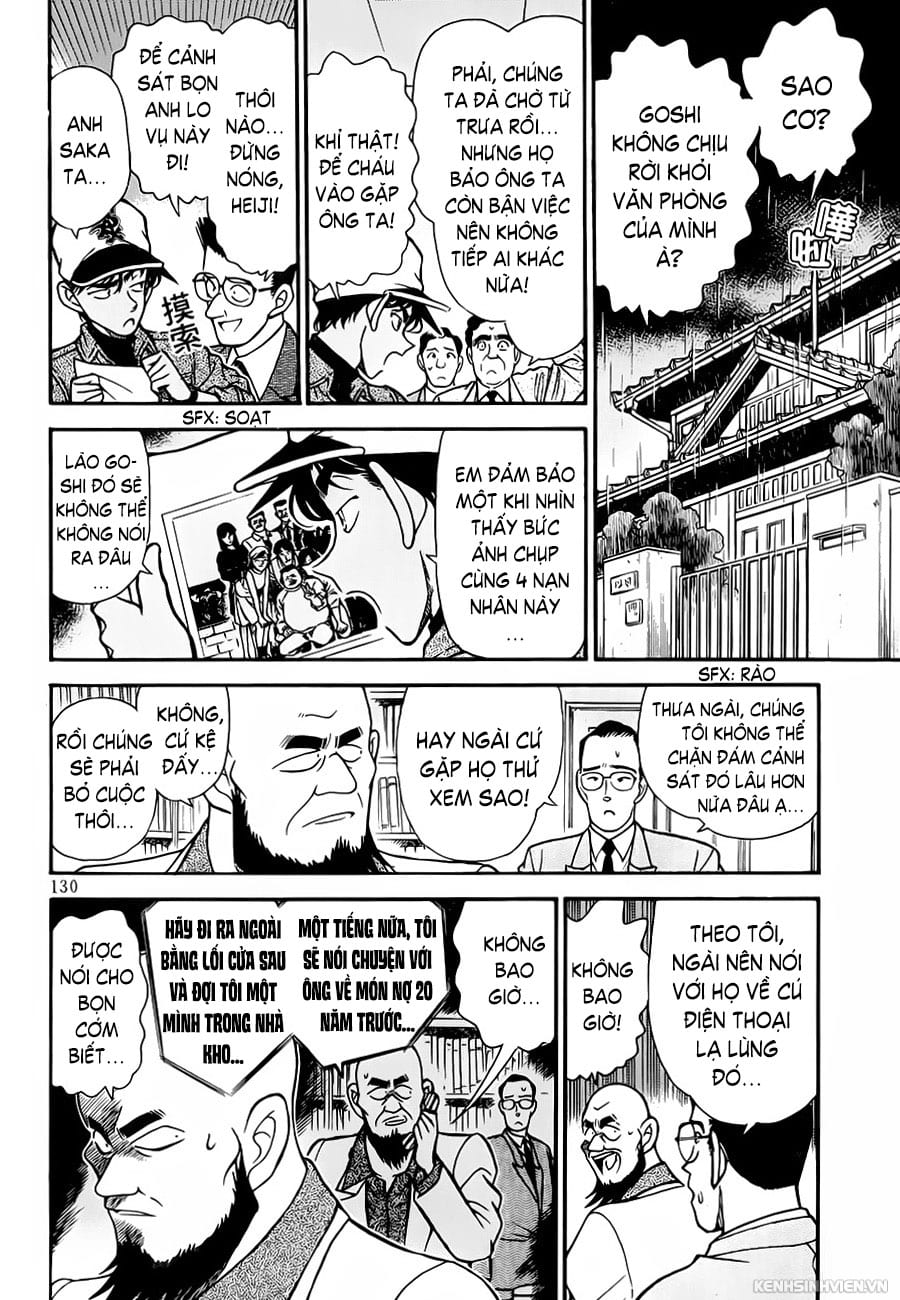 SAO
CƠ?
GOSHI
KHÔNG CHỊU
RỜI KHỎI
VĂN PHÒNG
CỦA MÌNH
À?
嘩啦
SFX: RÀO
PHẢI, CHÚNG
TA ĐÃ CHỜ TỪ
TRƯA RỒI...
NHƯNG HỌ
BẢO ÔNG TA
CÒN BẬN VIỆC
NÊN KHÔNG
TIẾP AI KHÁC
NỮA!
KHỈ THẬT!
ĐỂ CHÁU
VÀO GẶP
ÔNG TA!
THÔI
NÀO...
ĐỪNG
NÓNG,
HEIJI!
ĐỂ CẢNH
SÁT BỌN
ANH LO
VỤ NÀY
ĐI!
ANH
SAKA
TA...
摸索
SFX: SOẠT
EM ĐẢM BẢO
MỘT KHI NHÌN
THẤY BỨC
ẢNH CHỤP
CÙNG 4 NẠN
NHÂN NÀY
...
LÀO GO-
SHI ĐÓ SẼ
KHÔNG THỂ
KHÔNG NÓI
RA ĐÂU
...
THƯA NGÀI, CHÚNG
TÔI KHÔNG THỂ
CHẶN ĐÁM CẢNH
SÁT ĐÓ LÂU HƠN
NỮA ĐÂU Ạ...
HAY NGÀI CỨ
GẶP HỌ THỬ
XEM SAO!
KHÔNG,
CỨ KỆ
ĐẤY...
RỒI CHÚNG
SẼ PHẢI
BỎ CUỘC
THÔI...
130
THEO TÔI,
NGÀI NÊN NÓI
VỚI HỌ VỀ CÚ
ĐIỆN THOẠI
LẠ LÙNG
ĐÓ...
KHÔNG
BAO
GIỜ!
KHÔNG
BAO
GIỜ...
MỘT TIẾNG NỮA, TÔI
SẼ NÓI CHUYỆN VỚI
ÔNG VỀ MÓN NỢ 20
NĂM TRƯỚC...
HÃY ĐI RA NGOÀI
BẰNG LỐI CỬA SAU
VÀ ĐỢI TÔI MỘT
MÌNH TRONG NHÀ
KHO...
ĐƯỢC
NÓI CHO
BỌN
CỚM
BIẾT...
KENHSINHVIEN.VN